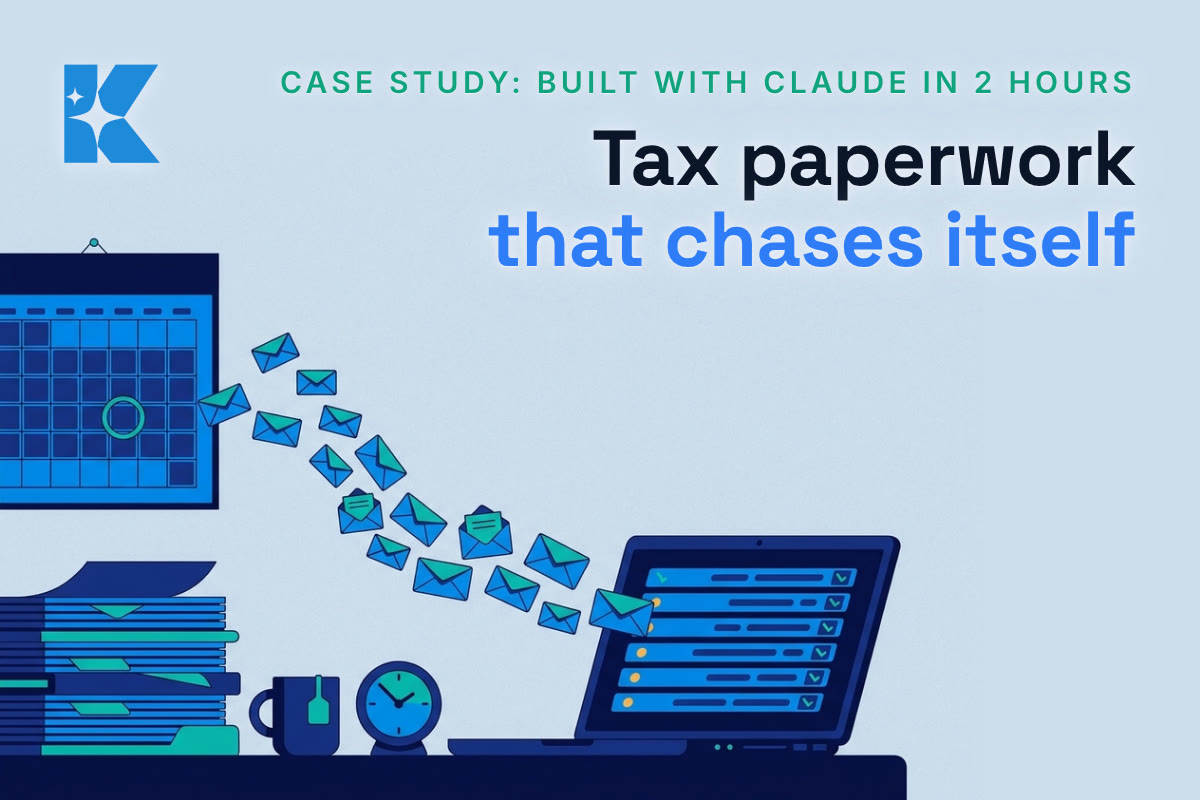 CASE STUDY: BUILT WITH CLAUDE IN 2 HOURS
Tax paperwork
that chases itself